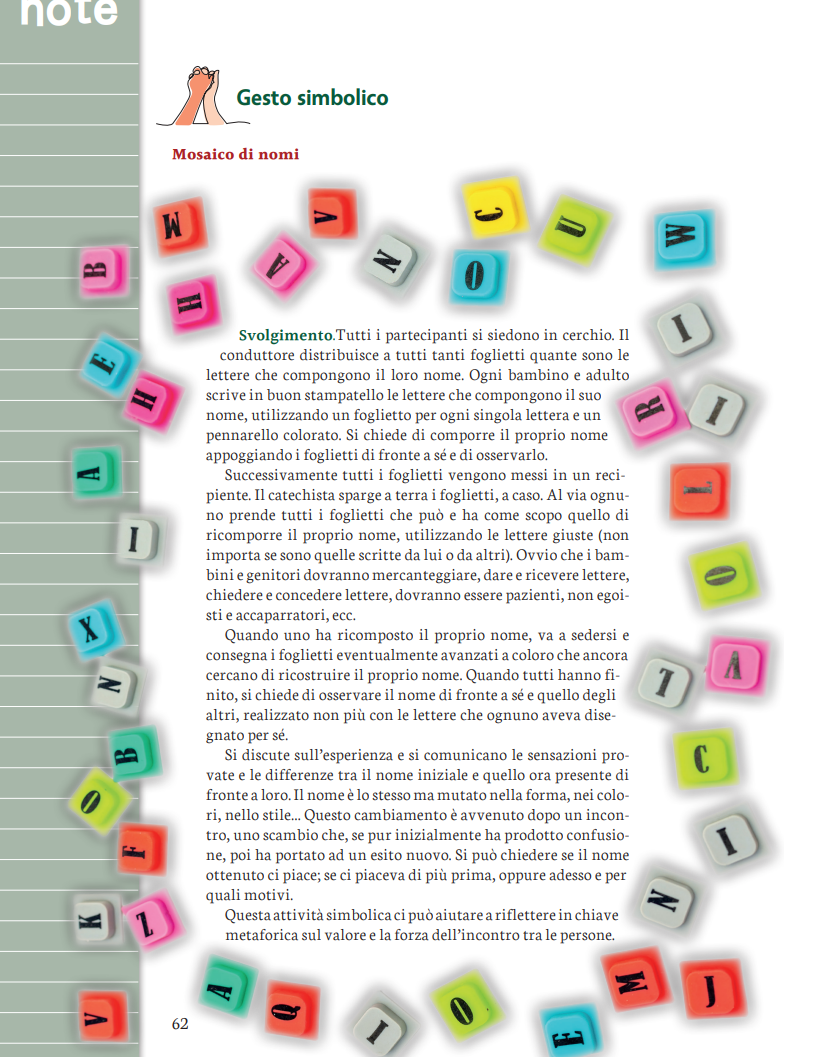 note
Gesto simbolico
Mosaico di nomi
M
A
C
U
W
B
A
N
O
H
Svolgimento.Tutti i partecipanti si siedono in cerchio. Il
conduttore distribuisce a tutti tanti foglietti quante sono le
lettere che compongono il loro nome. Ogni bambino e adulto
scrive in buon stampatello le lettere che compongono il suo
nome, utilizzando un foglietto per ogni singola lettera e un
pennarello colorato. Si chiede di comporre il proprio nome
appoggiando i foglietti di fronte a sé e di osservarlo.
Successivamente tutti i foglietti vengono messi in un reci-
piente. Il catechista sparge a terra i foglietti, a caso. Al via ognu-
no prende tutti i foglietti che può e ha come scopo quello di
ricomporre il proprio nome, utilizzando le lettere giuste (non
importa se sono quelle scritte da lui o da altri). Ovvio che i bam-
bini e genitori dovranno mercanteggiare, dare e ricevere lettere,
chiedere e concedere lettere, dovranno essere pazienti, non egoi-
sti e accaparratori, ecc.
Quando uno ha ricomposto il proprio nome, va a sedersi e
consegna i foglietti eventualmente avanzati a coloro che ancora
cercano di ricostruire il proprio nome. Quando tutti hanno fi-
nito, si chiede di osservare il nome di fronte a sé e quello degli
altri, realizzato non più con le lettere che ognuno aveva dise-
gnato per sé.
Si discute sull'esperienza e si comunicano le sensazioni pro-
vate e le differenze tra il nome iniziale e quello ora presente di
fronte a loro. Il nome è lo stesso ma mutato nella forma, nei colo-
ri, nello stile... Questo cambiamento è avvenuto dopo un incon-
tro, uno scambio che, se pur inizialmente ha prodotto confusio-
ne, poi ha portato ad un esito nuovo. Si può chiedere se il nome
ottenuto ci piace; se ci piaceva di più prima, oppure adesso e per
quali motivi.
Questa attività simbolica ci può aiutare a riflettere in chiave
metaforica sul valore e la forza dell'incontro tra le persone.
E
H
A
I
X
N
B
O
F
K
Z
V
I
R
I
L
O
A
L
C
I
N
A
Q
I
O
E
M
J
62